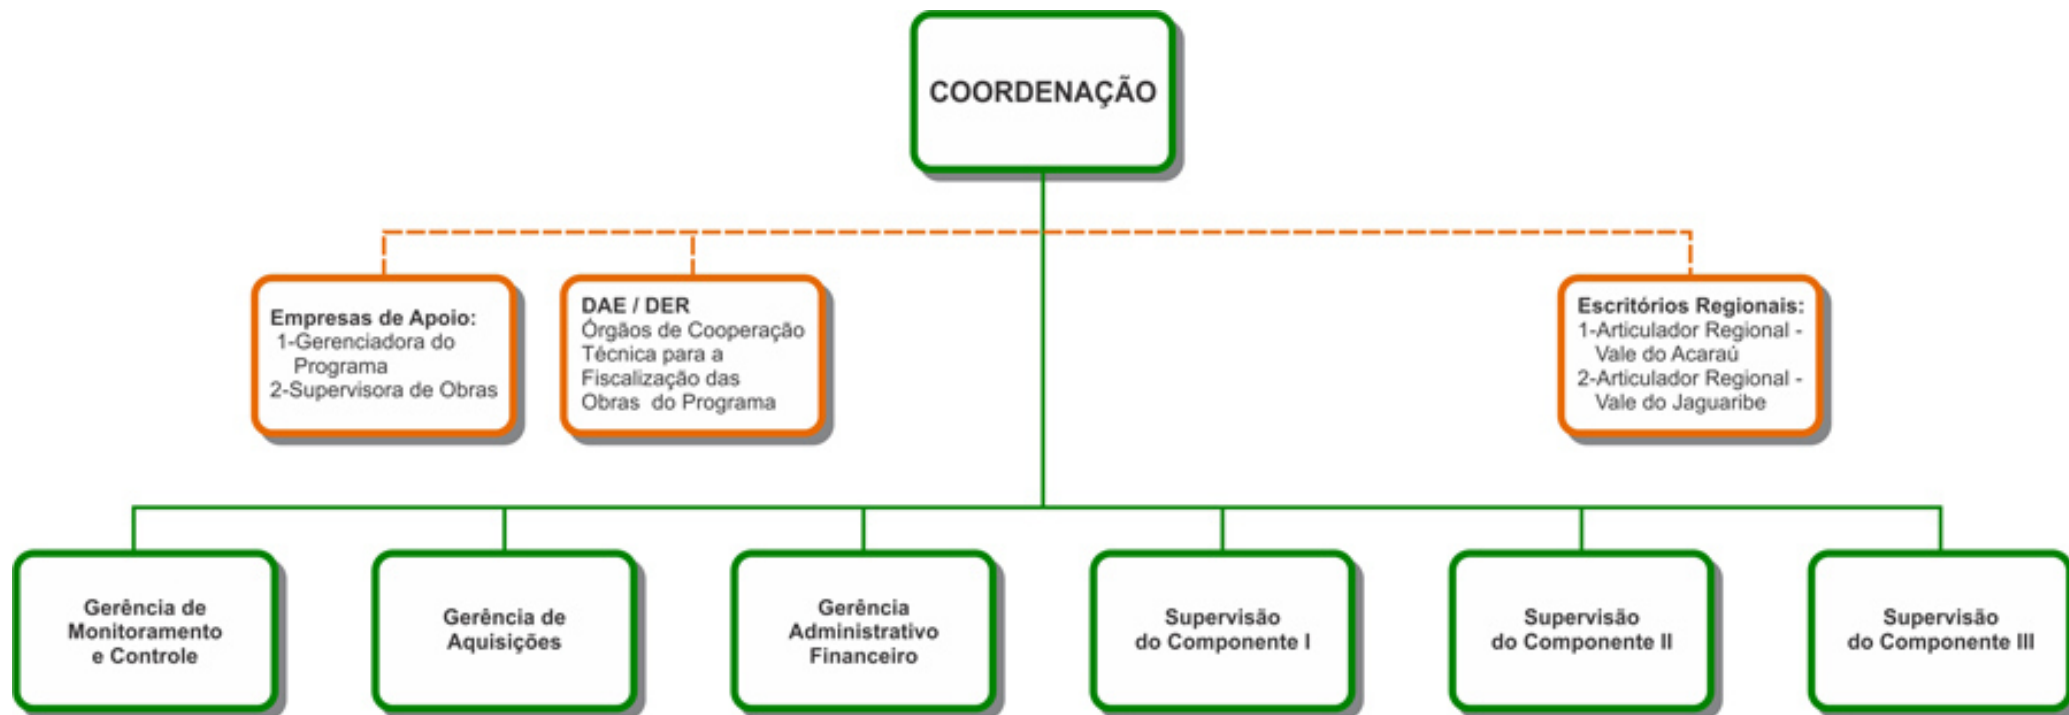 COORDENAÇÃO
Empresas de Apoio:
1-Gerenciadora do
Programa
2-Supervisora de Obras
DAE / DER
Órgãos de Cooperação
Técnica para a
Fiscalização das
Obras do Programa
Escritórios Regionais:
1-Articulador Regional -
Vale do Acaraú
2-Articulador Regional -
Vale do Jaguaribe
Gerência de
Monitoramento
e Controle
Gerência de
Aquisições
Gerência
Administrativo
Financeiro
Supervisão
do Componente I
Supervisão
do Componente II
Supervisão
do Componente III